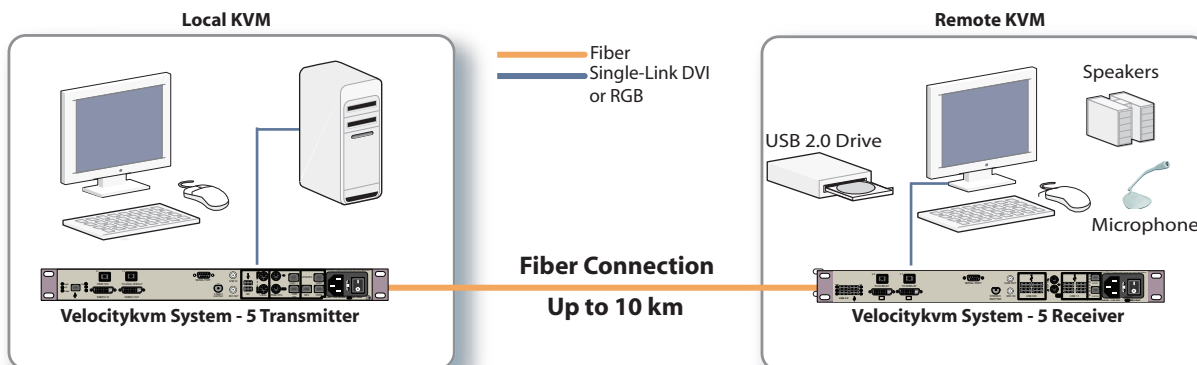 Local KVM
Remote KVM
Fiber
Single-Link DVI
or RGB
Speakers
USB 2.0 Drive
Microphone
Fiber Connection
Up to 10 km
Velocitykvm System - 5 Transmitter
Velocitykvm System - 5 Receiver